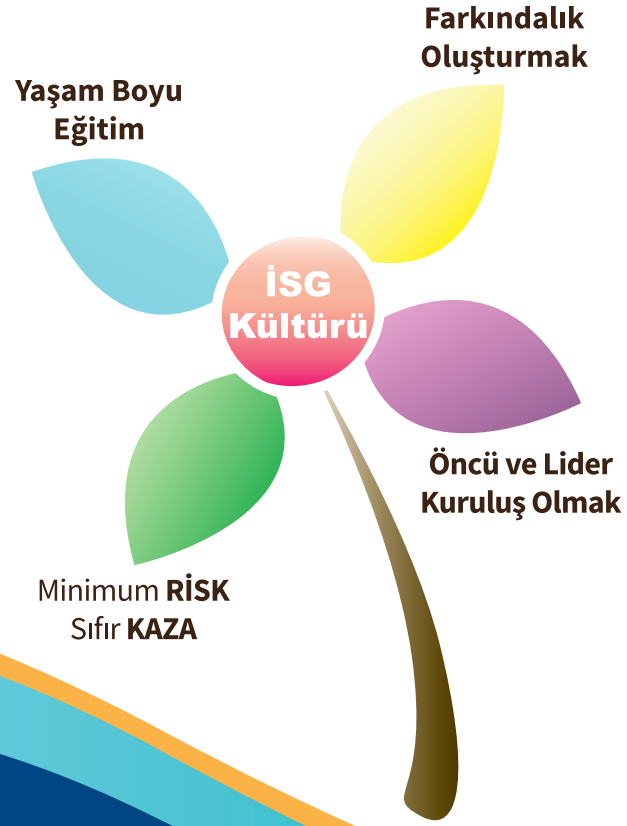 Farkındalık
Oluşturmak
Yaşam Boyu
Eğitim
İSG
Kültürü
Öncü ve Lider
Kuruluş Olmak
Minimum RİSK
Sıfır KAZA